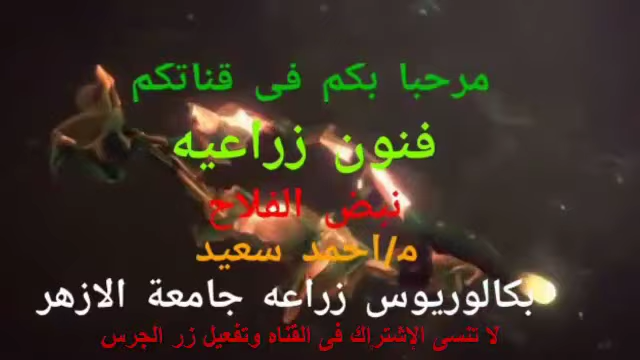 مرحبا بكم فى قناتكم
فنون زراعيه
نبض الفلاح
م/احمد سعيد
بكالوريوس زراعه جامعة الازهر
لا تنسى الإشتراك فى القناه وتفعيل زر الجرس